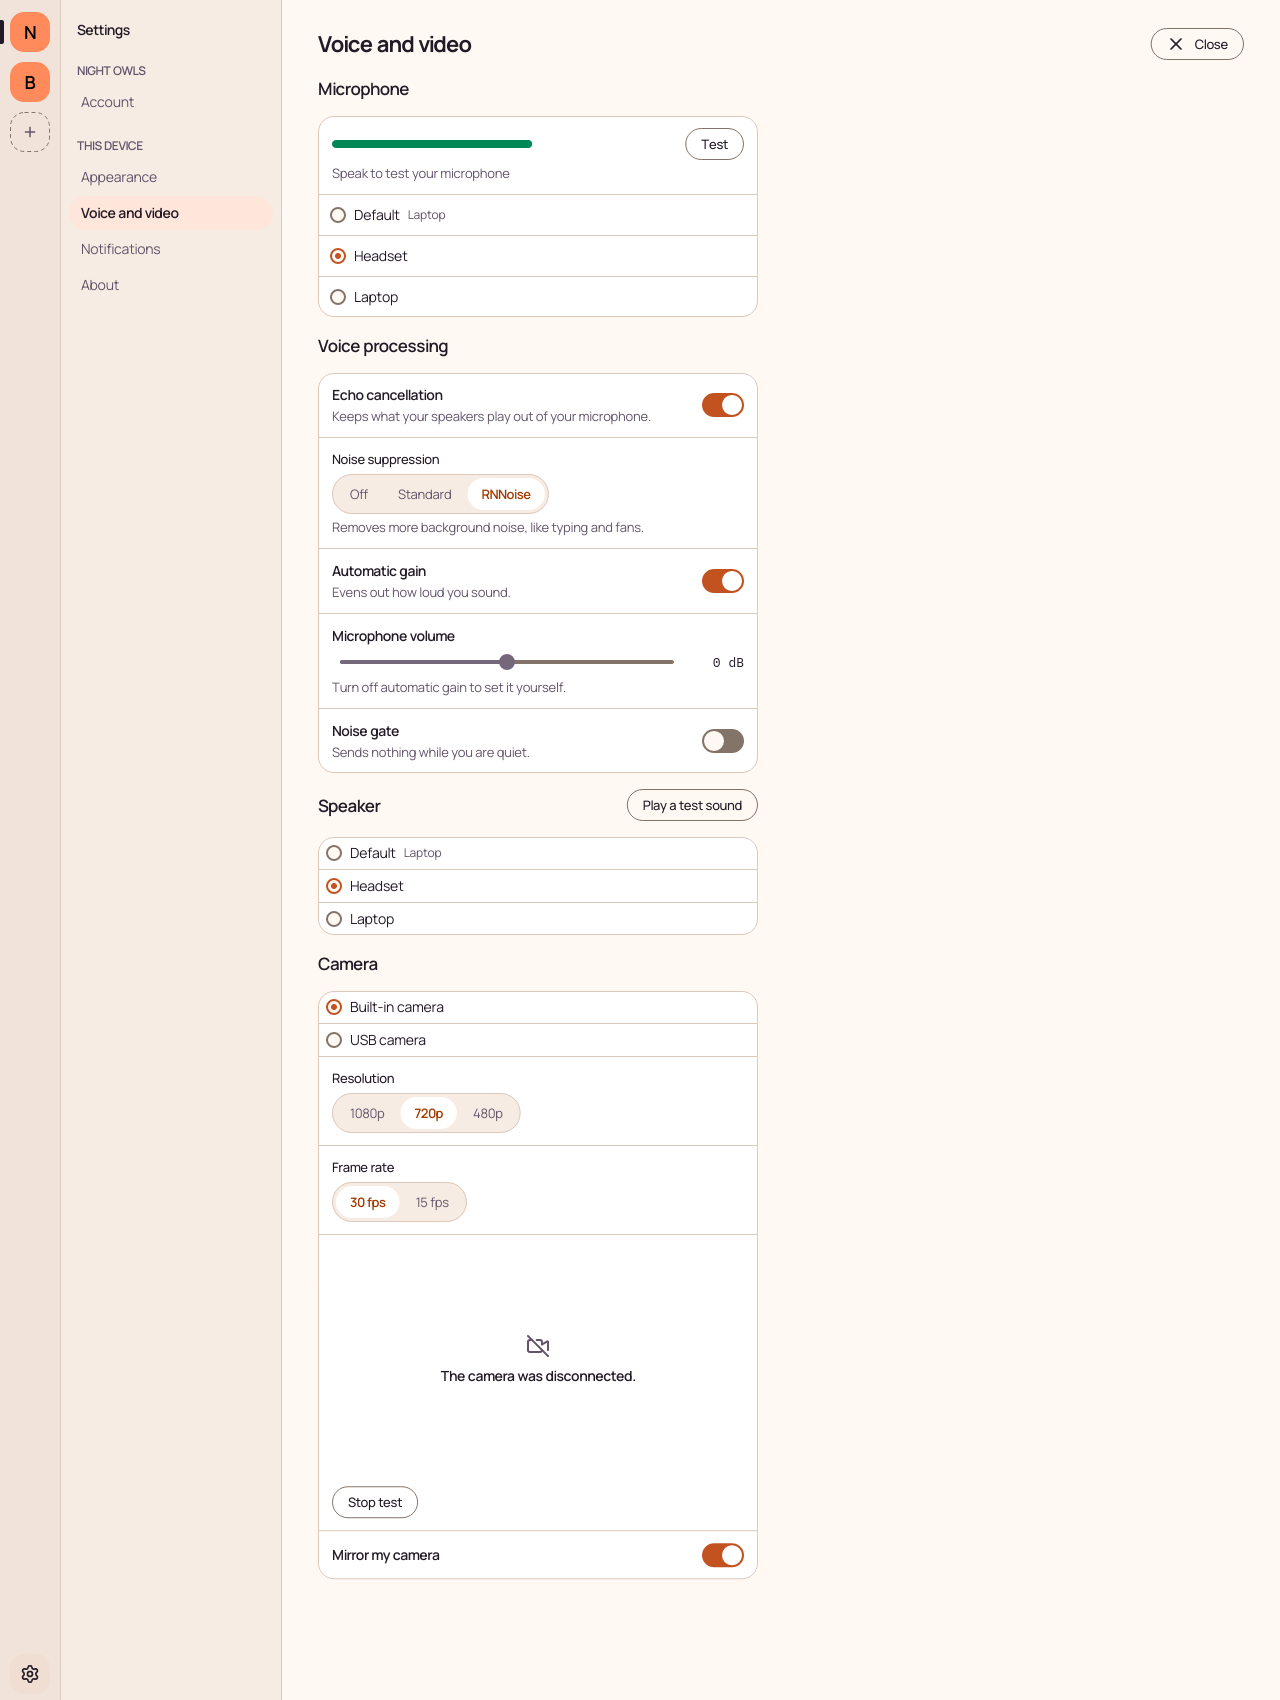 N
B
Settings
NIGHT OWLS
Account
THIS DEVICE
Appearance
Voice and video
Notifications
About
Voice and video
Close
Microphone
Test
Speak to test your microphone
Default Laptop
Headset
Laptop
Voice processing
Echo cancellation
Keeps what your speakers play out of your microphone.
Noise suppression
Off Standard RNNoise
Removes more background noise, like typing and fans.
Automatic gain
Evens out how loud you sound.
Microphone volume
0 dB
Turn off automatic gain to set it yourself.
Noise gate
Sends nothing while you are quiet.
Speaker
Play a test sound
Default Laptop
Headset
Laptop
Camera
Built-in camera
USB camera
Resolution
1080p 720p 480p
Frame rate
30 fps 15 fps
The camera was disconnected.
Stop test
Mirror my camera